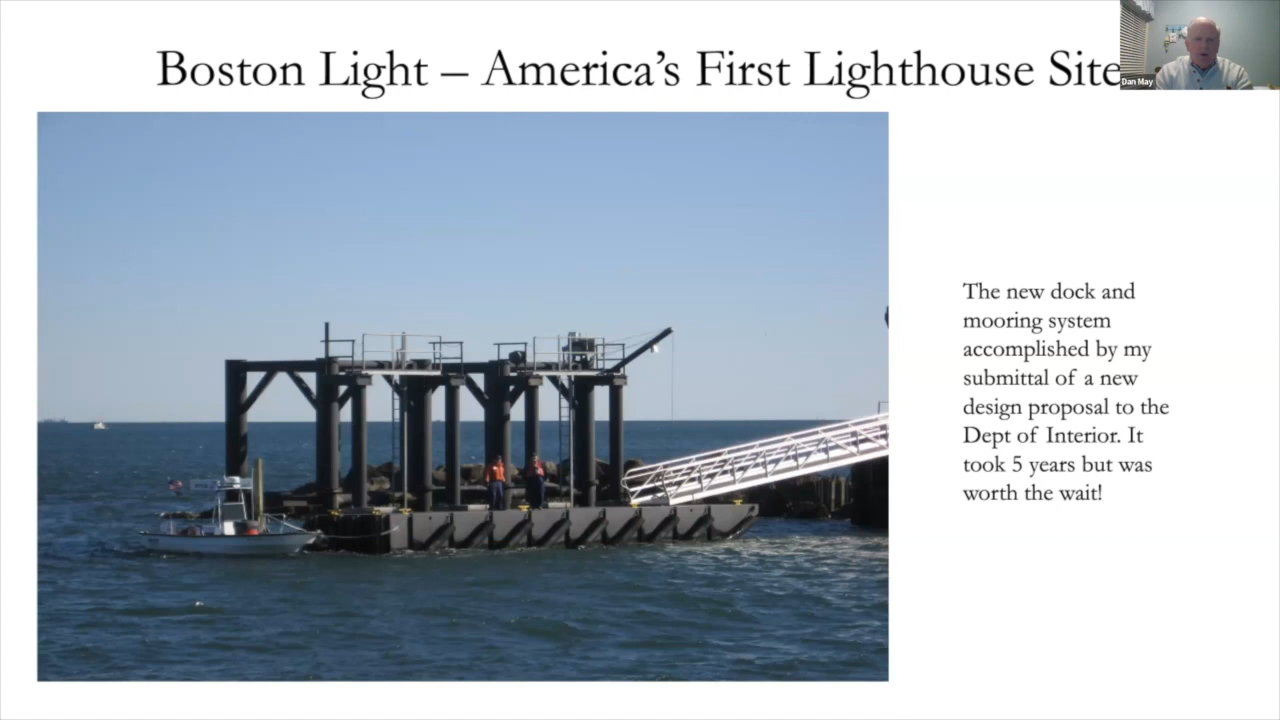 Boston Light – America's First Lighthouse Site
Dan May
The new dock and
mooring system
accomplished by my
submittal of a new
design proposal to the
Dept of Interior. It
took 5 years but was
worth the wait!